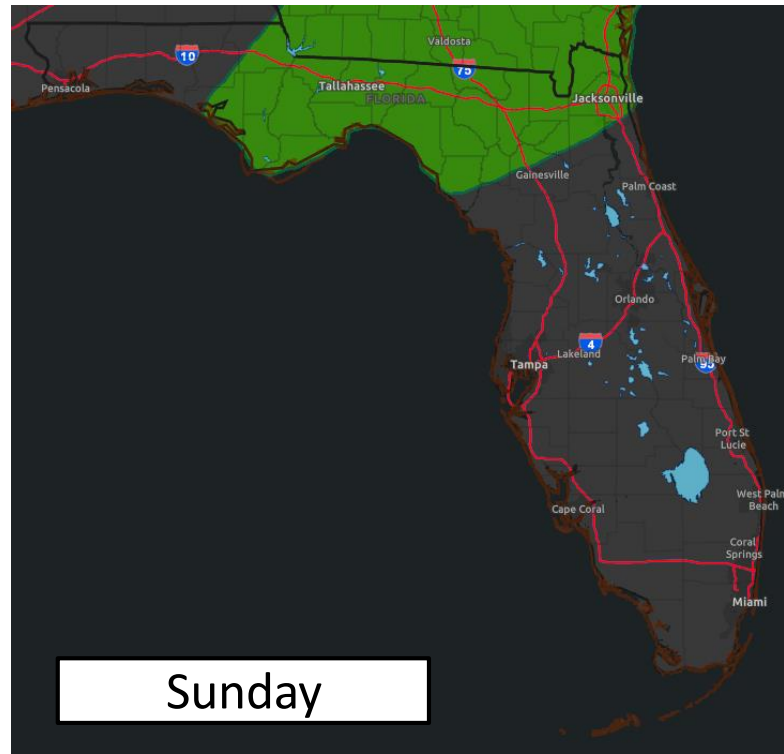 Valdosta
10
75
Pensacola
Tallahassee
FLORIDA
Jacksonville
Gainesville
Palm Coast
Orlando
4
Lakeland
Tampa
Palm Bay
95
Port St
Lucie
West Palm
Beach
Cape Coral
Coral
Springs
Miami
Sunday